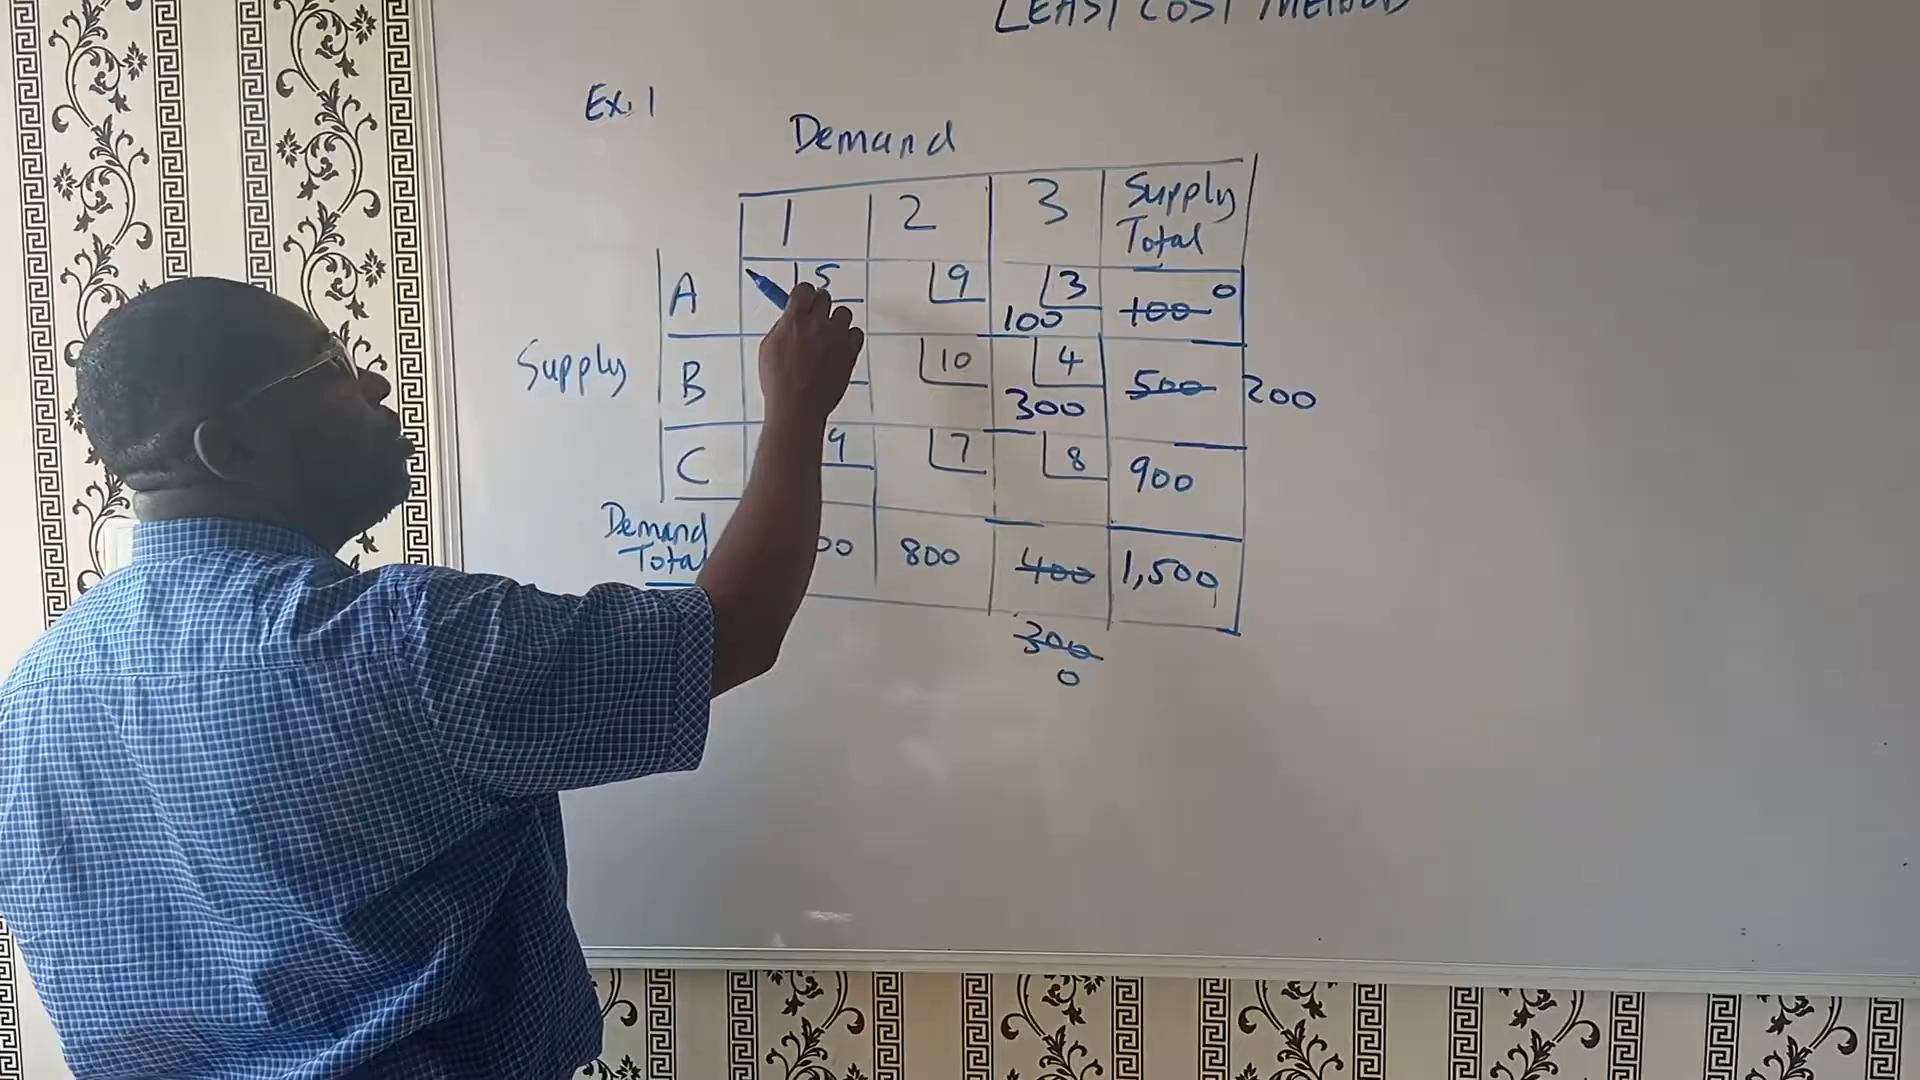 LEAST COST METHOD
Ex. 1
Demand
1 2 3 Supply Total
A 5 9 3 100 100 0
Supply B 10 4 300 500 200
C 9 7 8 900
Demand Total 00 800 400 1,500
300
0